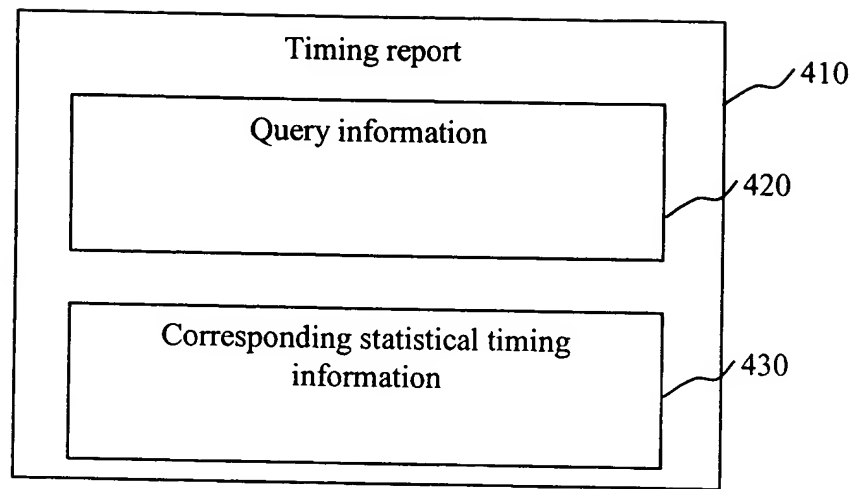 Timing report
410
Query information
420
Corresponding statistical timing
information
430